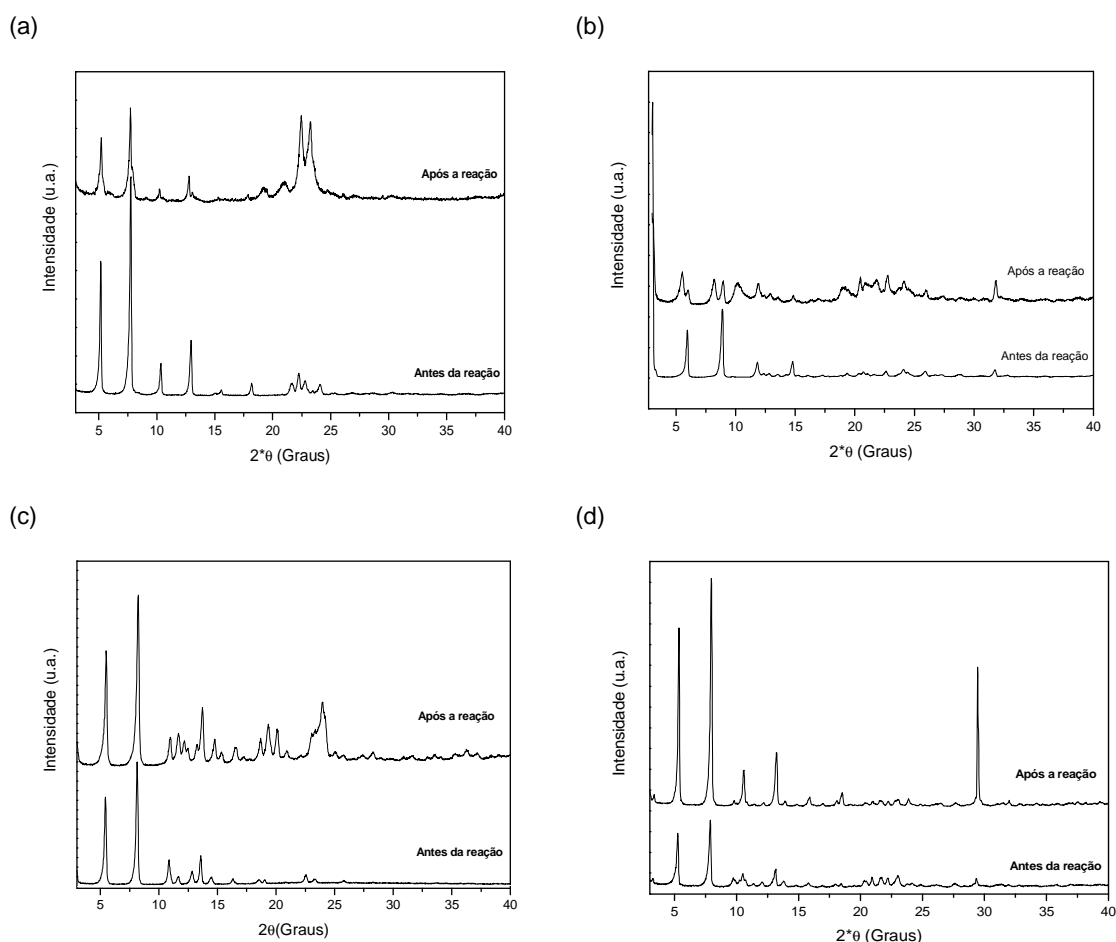 (a)
(b)
Intensidade (u.a.)
Após a reação
Antes da reação
5 10 15 20 25 30 35 40
2*θ (Graus)
Intensidade (u.a.)
Após a reação
Antes da reação
5 10 15 20 25 30 35 40
2*θ (Graus)
(c)
(d)
Intensidade (u.a.)
Após a reação
Antes da reação
5 10 15 20 25 30 35 40
2θ(Graus)
Intensidade (u.a.)
Após a reação
Antes da reação
5 10 15 20 25 30 35 40
2*θ (Graus)